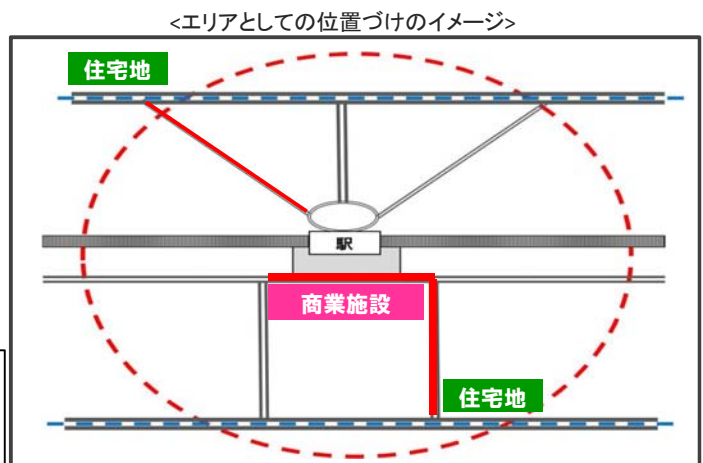 <エリアとしての位置づけのイメージ>
住宅地
駅
商業施設
住宅地